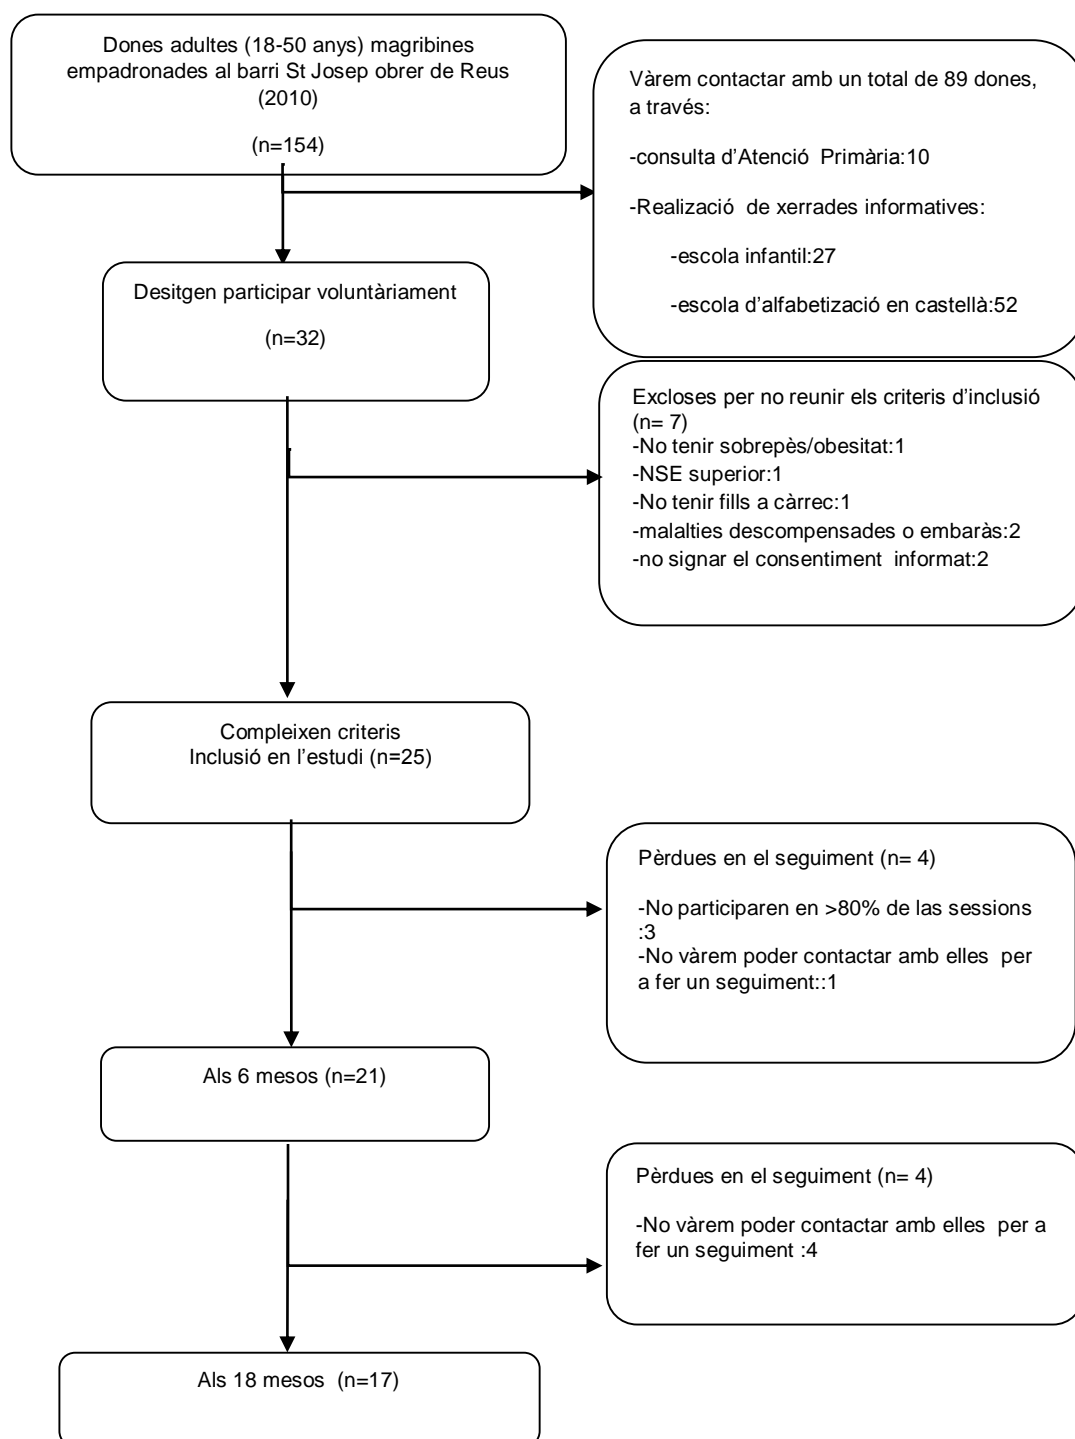 Dones adultes (18-50 anys) magribines
empadronades al barri St Josep obrer de Reus
(2010)
(n=154)
Vàrem contactar amb un total de 89 dones,
a través:
-consulta d'Atenció Primària:10
-Realizació de xerrades informatives:
-escola infantil:27
-escola d'alfabetizació en castellà:52
Desitgen participar voluntàriament
(n=32)
Excloses per no reunir els criteris d'inclusió
(n= 7)
-No tenir sobrepès/obesitat:1
-NSE superior:1
-No tenir fills a càrrec:1
-malalties descompensades o embaràs:2
-no signar el consentiment informat:2
Compleixen criteris
Inclusió en l'estudi (n=25)
Pèrdues en el seguiment (n= 4)
-No participaren en >80% de las sessions
:3
-No vàrem poder contactar amb elles per
a fer un seguiment::1
Als 6 mesos (n=21)
Pèrdues en el seguiment (n= 4)
-No vàrem poder contactar amb elles per a
fer un seguiment :4
Als 18 mesos (n=17)